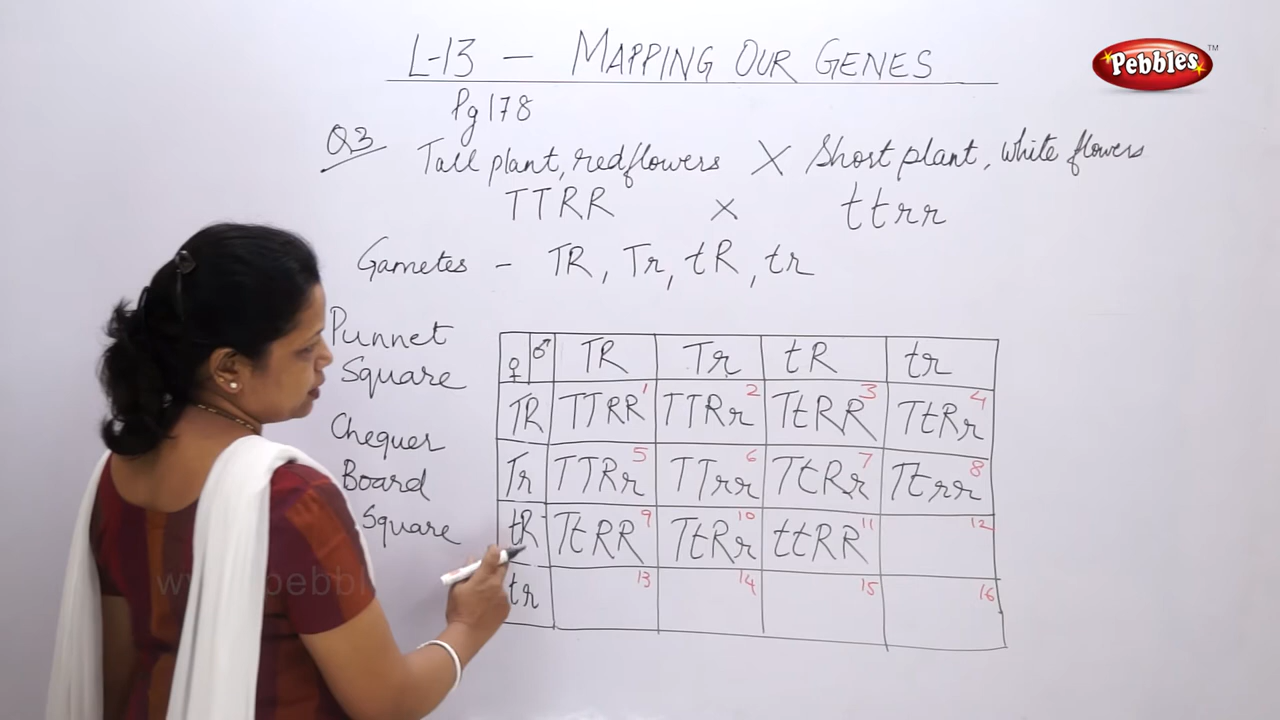 L-13 — MAPPING OUR GENES
Pebbles TM
Pg 178
Q3 Tall plant, red flowers X Short plant, white flowers
TTRR x ttrr
Gametes - TR, Tr, tR, tr
Punnet
Square
Chequer
Board
Square
♀ ♂ TR Tr tR tr
TR TTRR 1 TTRr 2 TtRR 3 TtRr 4
Tr TTRr 5 TTrr 6 TtRr 7 Ttrr 8
tR TtRR 9 TtRr 10 ttRR 11 12
tr 13 14 15 16
www.pebbl